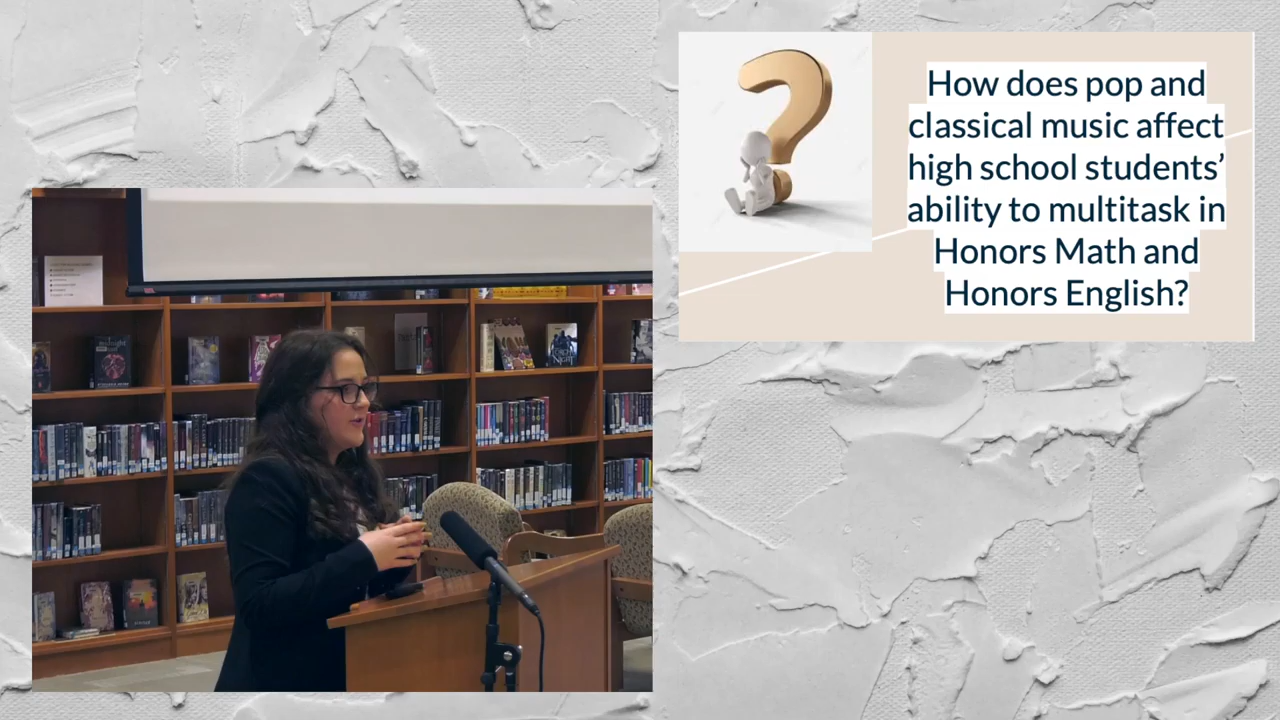 How does pop and
classical music affect
high school students’
ability to multitask in
Honors Math and
Honors English?